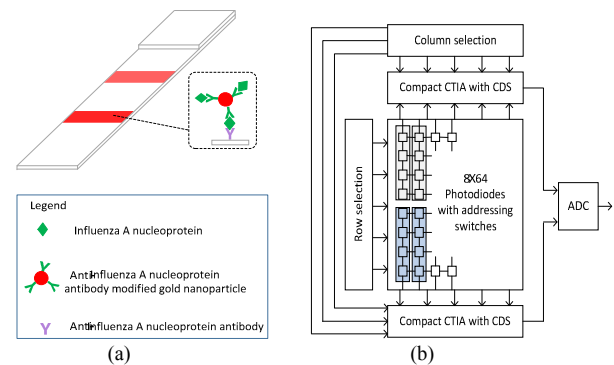 Legend
Influenza A nucleoprotein
Anti-Influenza A nucleoprotein
antibody modified gold nanoparticle
Anti-Influenza A nucleoprotein antibody
(a)
Column selection
Compact CTIA with CDS
Row selection
8X64
Photodiodes
with addressing
switches
ADC
Compact CTIA with CDS
(b)